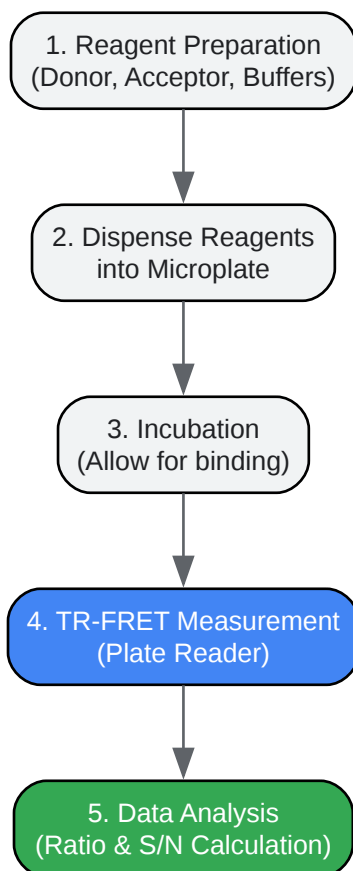 1. Reagent Preparation
(Donor, Acceptor, Buffers)
2. Dispense Reagents
into Microplate
3. Incubation
(Allow for binding)
4. TR-FRET Measurement
(Plate Reader)
5. Data Analysis
(Ratio & S/N Calculation)